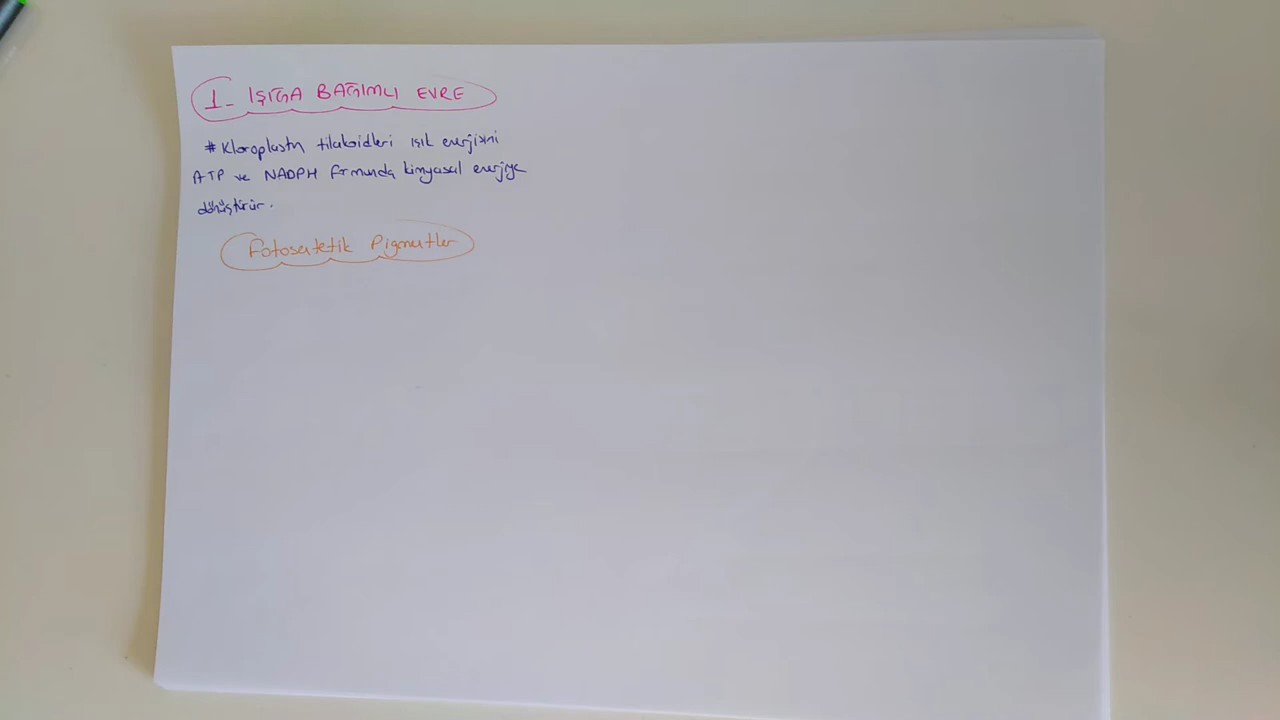 1- IŞIĞA BAĞIMLI EVRE
# Kloroplastın tilakoidleri ışık enerjisini
ATP ve NADPH formunda kimyasal enerjiye
dönüştürür.
Fotosentetik Pigmentler